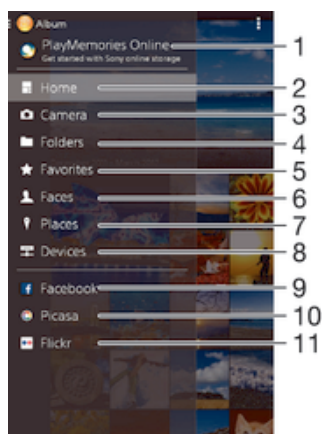 Album
PlayMemories Online 1
Get started with Sony online storage
Home 2
Camera 3
Folders 4
Favorites 5
Faces 6
Places 7
Devices 8
Facebook 9
Picasa 10
Flickr 11